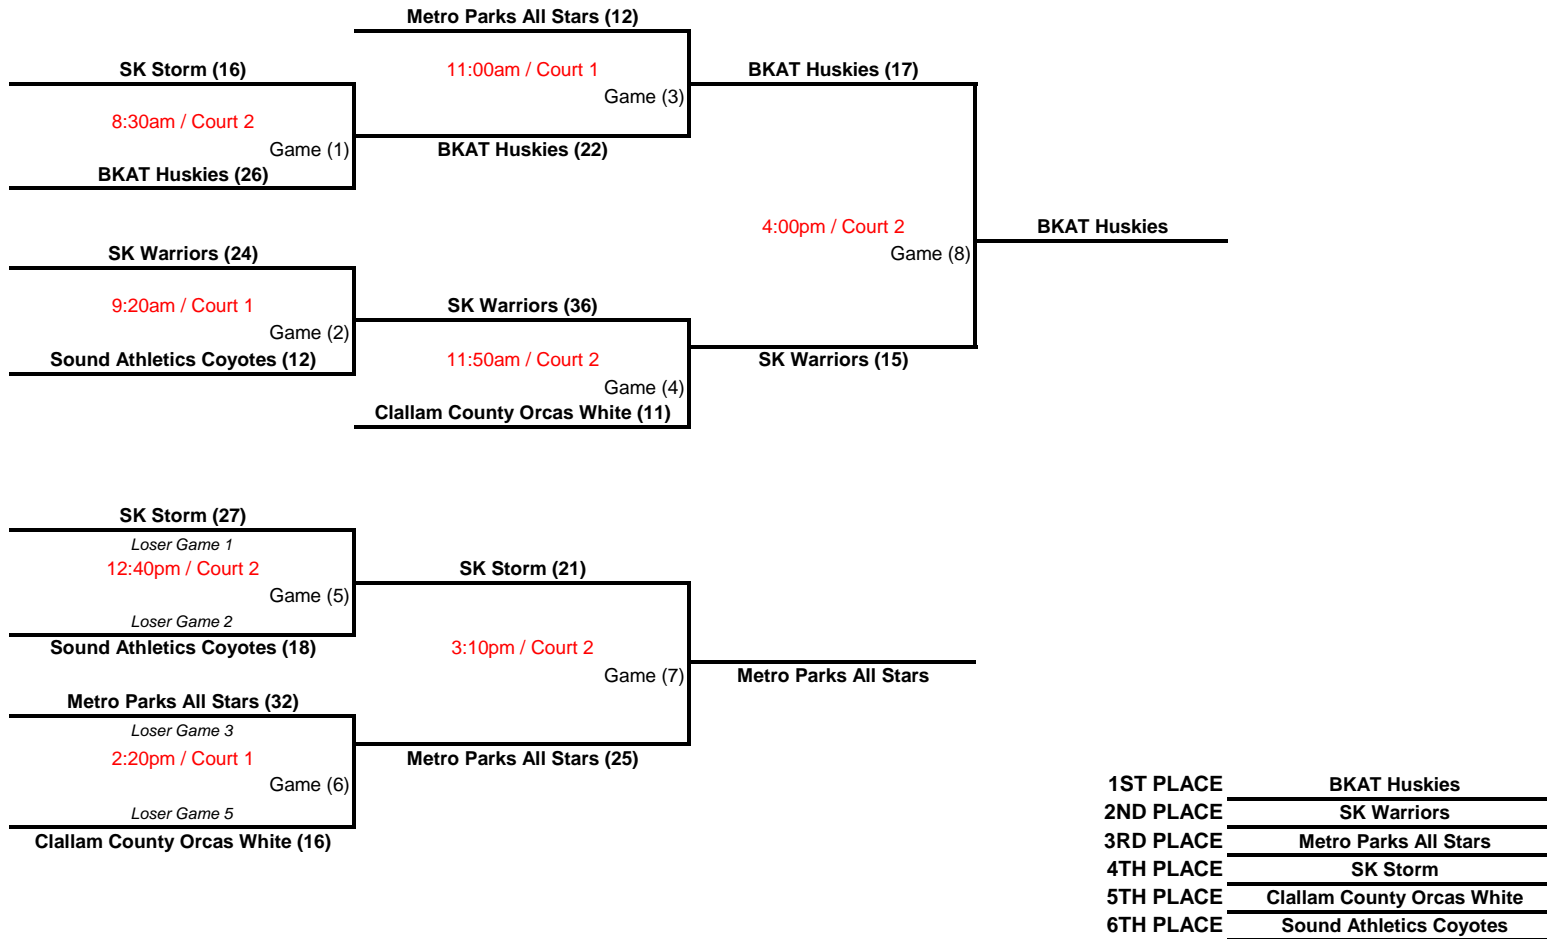 Metro Parks All Stars (12)
SK Storm (16)
11:00am / Court 1
BKAT Huskies (17)
Game (3)
8:30am / Court 2
Game (1)
BKAT Huskies (22)
BKAT Huskies (26)
4:00pm / Court 2
BKAT Huskies
SK Warriors (24)
Game (8)
9:20am / Court 1
SK Warriors (36)
Game (2)
Sound Athletics Coyotes (12)
11:50am / Court 2
SK Warriors (15)
Game (4)
Clallam County Orcas White (11)
SK Storm (27)
Loser Game 1
12:40pm / Court 2
SK Storm (21)
Game (5)
Loser Game 2
Sound Athletics Coyotes (18)
3:10pm / Court 2
Game (7)
Metro Parks All Stars
Metro Parks All Stars (32)
Loser Game 3
2:20pm / Court 1
Metro Parks All Stars (25)
Game (6)
Loser Game 5
Clallam County Orcas White (16)
1ST PLACE BKAT Huskies
2ND PLACE SK Warriors
3RD PLACE Metro Parks All Stars
4TH PLACE SK Storm
5TH PLACE Clallam County Orcas White
6TH PLACE Sound Athletics Coyotes